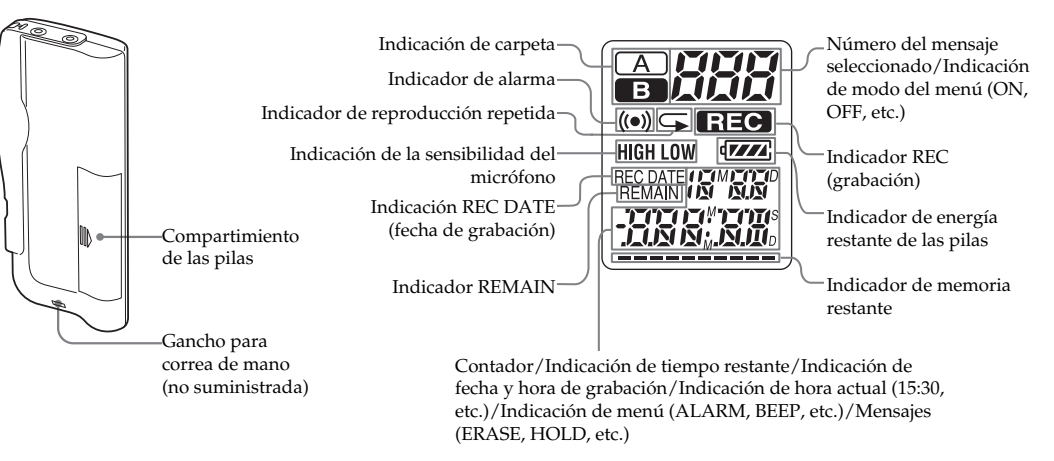 Indicación de carpeta
Indicador de alarma
Indicador de reproducción repetida
Indicación de la sensibilidad del
micrófono
Indicación REC DATE
(fecha de grabación)
Indicador REMAIN
A
B
REC
HIGH LOW
REC DATE
REMAIN
M
D
M
S
M
D
Número del mensaje
seleccionado/Indicación
de modo del menú (ON,
OFF, etc.)
Indicador REC
(grabación)
Indicador de energía
restante de las pilas
Indicador de memoria
restante
Compartimiento
de las pilas
Gancho para
correa de mano
(no suministrada)
Contador/Indicación de tiempo restante/Indicación de
fecha y hora de grabación/Indicación de hora actual (15:30,
etc.)/Indicación de menú (ALARM, BEEP, etc.)/Mensajes
(ERASE, HOLD, etc.)